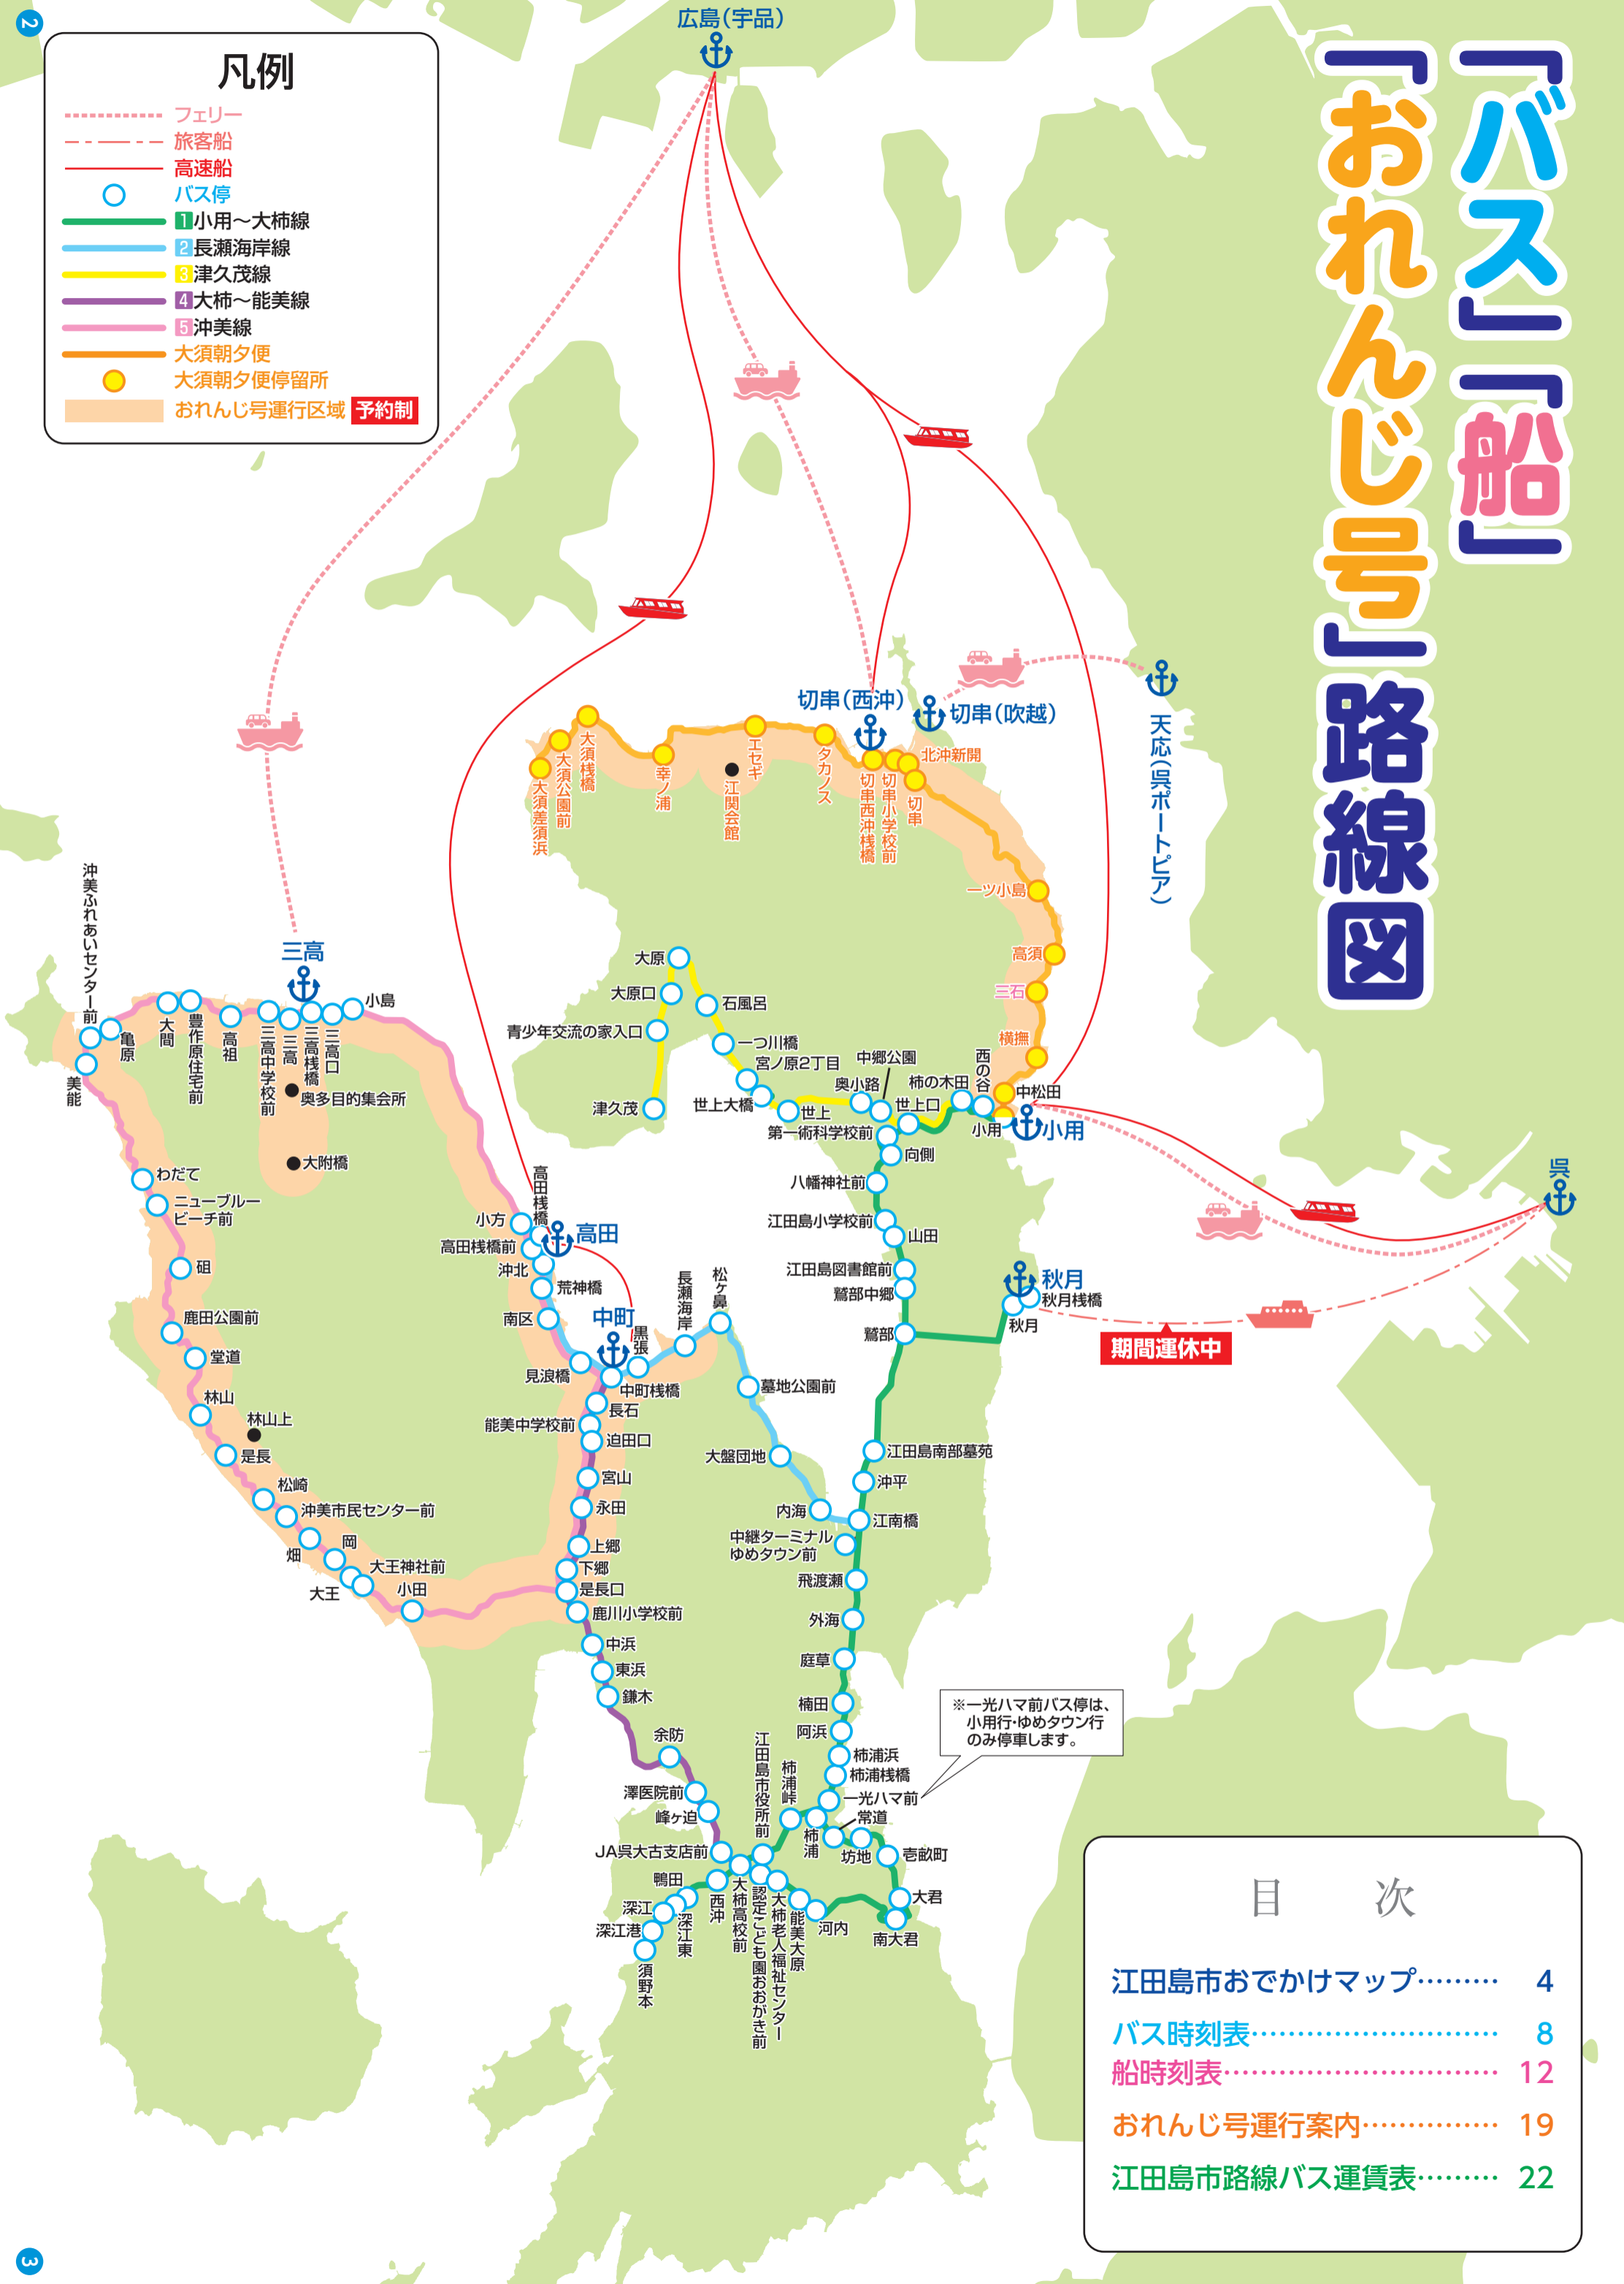 「バス」「船」
「おれんじ号」路線図
2
凡例
フェリー
旅客船
高速船
バス停
1小用〜大柿線
2長瀬海岸線
3津久茂線
4大柿〜能美線
5沖美線
大須朝夕便
大須朝夕便停留所
おれんじ号運行区域 予約制
広島(宇品)
切串(西沖)
切串(吹越)
天応(呉ポートピア)
大須桟橋
大須公園前
大須差須浜
幸ノ浦
江関会館
エセギ
タカノス
切串西沖桟橋
切串小学校前
北沖新開
切串
一ツ小島
高須
三石
横撫
中松田
小用
小用
西の谷
柿の木田
中郷公園
奥小路
世上口
世上
世上大橋
宮ノ原2丁目
一つ川橋
石風呂
大原
大原口
青少年交流の家入口
津久茂
第一術科学校前
向側
八幡神社前
江田島小学校前
山田
江田島図書館前
鷲部中郷
鷲部
秋月
秋月桟橋
秋月
期間運休中
呉
江田島南部墓苑
沖平
江南橋
中継ターミナル
ゆめタウン前
飛渡瀬
外海
庭草
楠田
阿浜
柿浦浜
柿浦桟橋
一光ハマ前
常道
※一光ハマ前バス停は、
小用行・ゆめタウン行
のみ停車します。
坊地
壱畝町
大君
南大君
河内
能美大原
大柿老人福祉センター
認定こども園おおがき前
大柿高校前
柿浦
柿浦峠
江田島市役所前
西沖
鴨田
深江東
深江
深江港
須野本
JA呉大古支店前
峰ヶ迫
澤医院前
余防
鎌木
東浜
中浜
鹿川小学校前
是長口
下郷
上郷
永田
宮山
迫田口
能美中学校前
長石
中町桟橋
中町
黒張
長瀬海岸
松ヶ鼻
墓地公園前
大盤団地
内海
見浪橋
南区
荒神橋
沖北
高田桟橋前
高田
高田桟橋
小方
三高
小島
三高口
三高桟橋
三高
三高中学校前
高祖
豊作原住宅前
大間
亀原
沖美ふれあいセンター前
美能
奥多目的集会所
大附橋
わだて
ニューブルー
ビーチ前
砠
鹿田公園前
堂道
林山
林山上
是長
松崎
沖美市民センター前
畑
岡
大王
大王神社前
小田
目 次
江田島市おでかけマップ……… 4
バス時刻表……………………… 8
船時刻表………………………… 12
おれんじ号運行案内…………… 19
江田島市路線バス運賃表……… 22
3